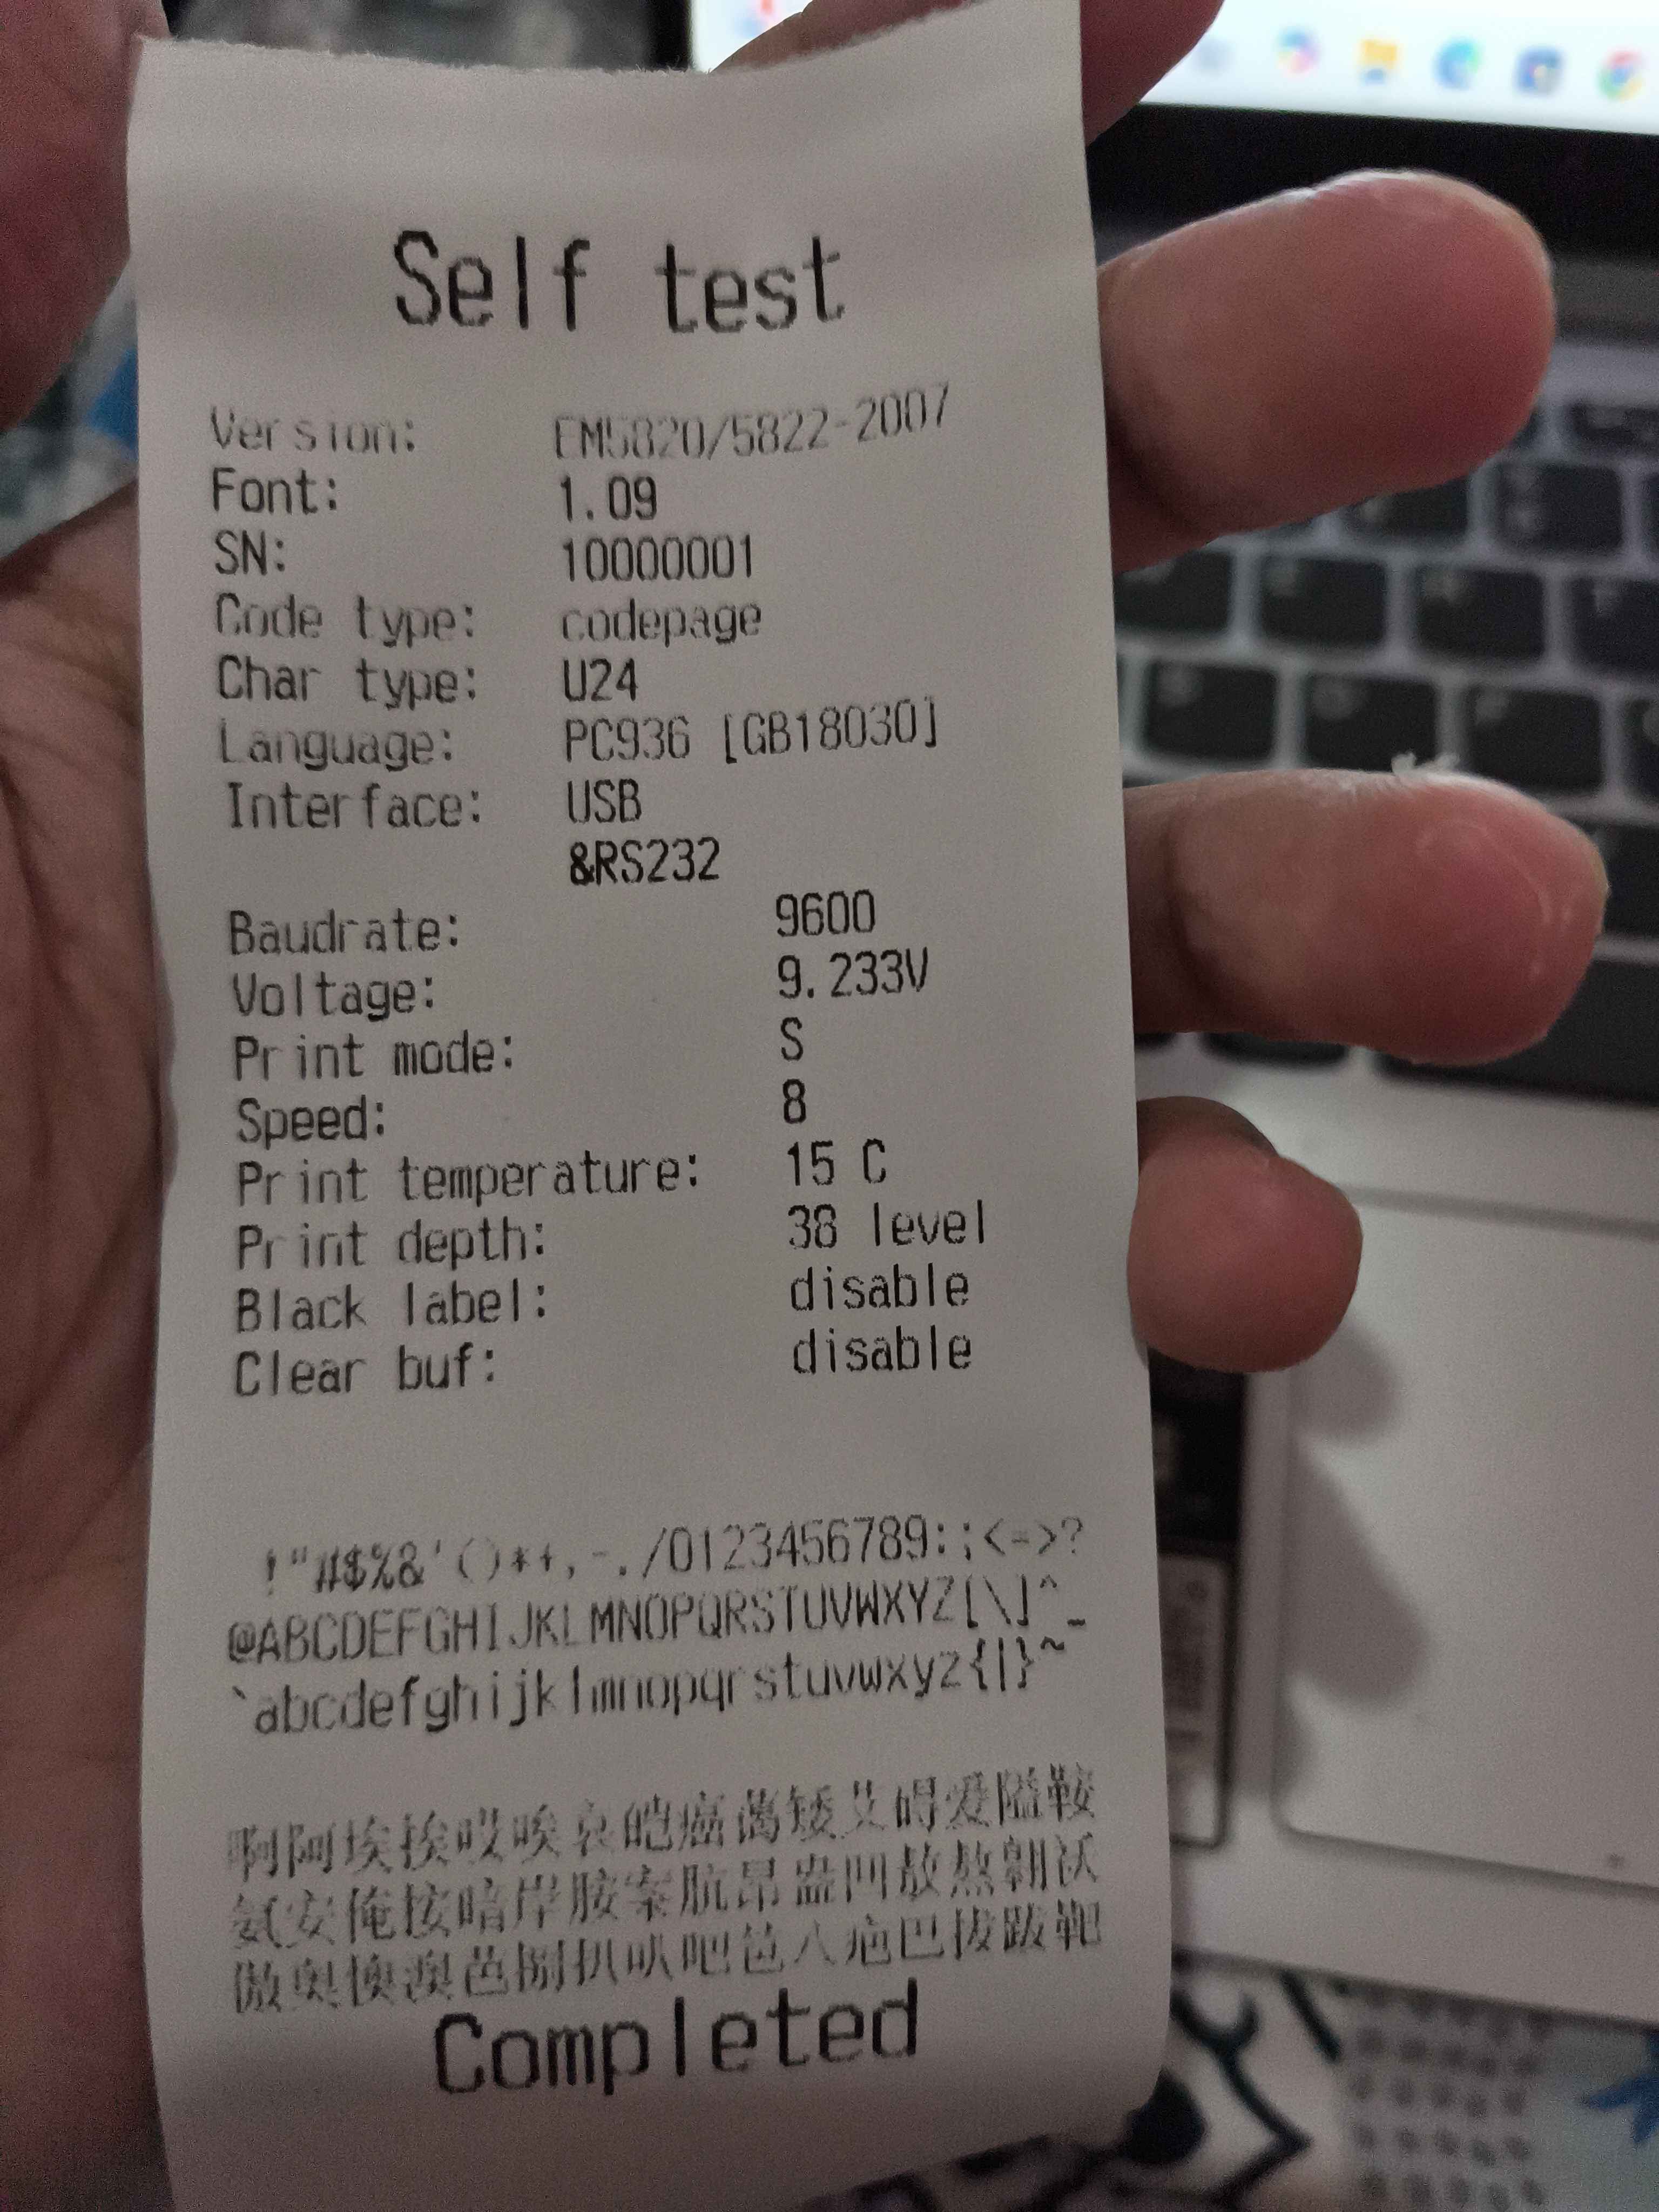 Self test
Version: EM5820/5822-2007
Font: 1.09
SN: 10000001
Code type: codepage
Char type: U24
Language: PC936 [GB18030]
Interface: USB
&RS232
Baudrate: 9600
Voltage: 9.233V
Print mode: S
Speed: 8
Print temperature: 15 C
Print depth: 38 level
Black label: disable
Clear buf: disable
!"#$%&'()*+,-./0123456789:;<=>?
@ABCDEFGHIJKLMNOPQRSTUVWXYZ[\]^_
`abcdefghijklmnopqrstuvwxyz{|}~
啊阿埃挨哎唉哀皑癌蔼矮艾碍爱隘鞍
氨安俺按暗岸胺案肮昂盎凹敖熬翱袄
傲奥懊澳芭捌扒叭吧笆八疤巴拔跋靶
Completed